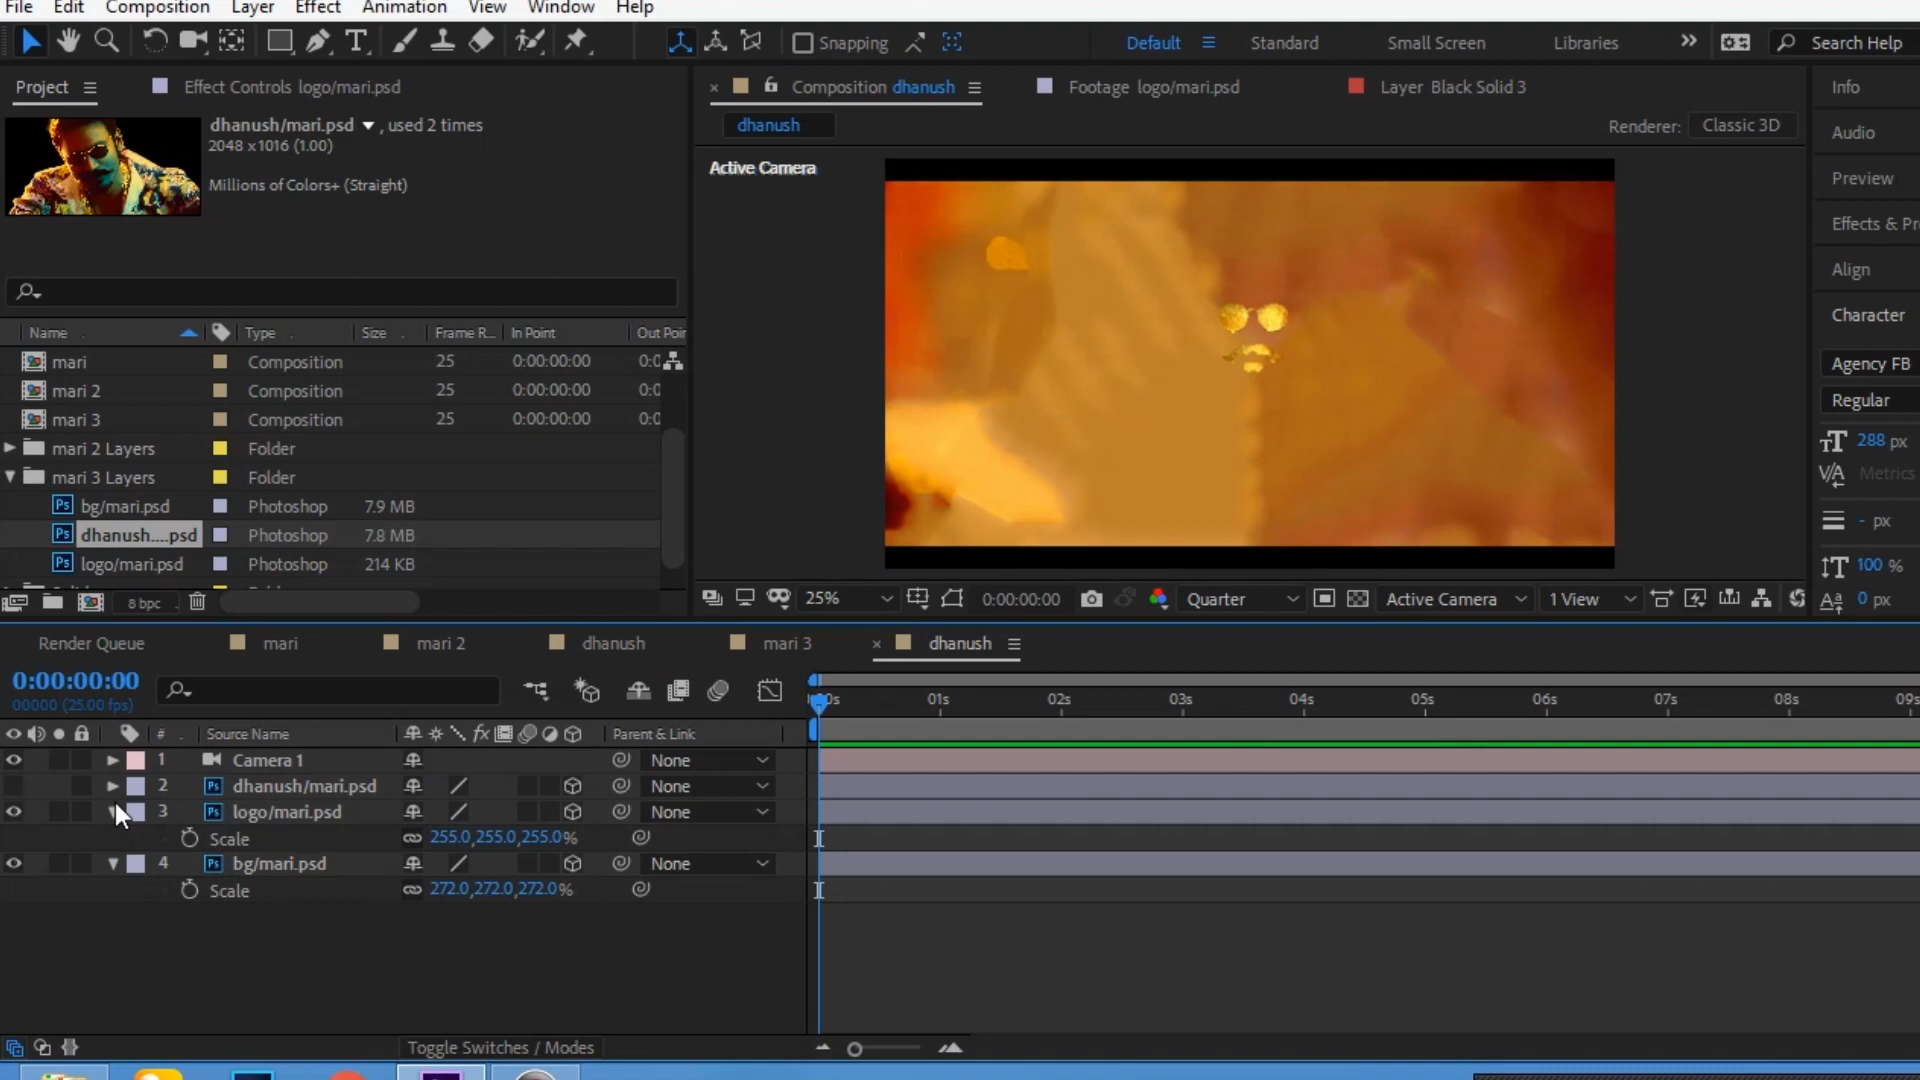 File Edit Composition Layer Effect Animation View Window Help
Snapping Default Standard Small Screen Libraries Search Help
Project Effect Controls logo/mari.psd
dhanush/mari.psd , used 2 times
2048 x1016 (1.00)
Millions of Colors+ (Straight)
Name Type Size Frame R... In Point Out Poir
mari Composition 25 0:00:00:00 0:0
mari 2 Composition 25 0:00:00:00 0:0
mari 3 Composition 25 0:00:00:00 0:0
mari 2 Layers Folder
mari 3 Layers Folder
Ps bg/mari.psd Photoshop 7.9 MB
Ps dhanush....psd Photoshop 7.8 MB
Ps logo/mari.psd Photoshop 214 KB
8 bpc
Composition dhanush Footage logo/mari.psd Layer Black Solid 3
dhanush Renderer: Classic 3D
Active Camera
25% 0:00:00:00 Quarter Active Camera 1 View
Info
Audio
Preview
Effects & Pr
Align
Character
Agency FB
Regular
288 px
Metrics
- px
100 %
0 px
Render Queue mari mari 2 dhanush mari 3 dhanush
0:00:00:00
00000 (25.00 fps)
00s 01s 02s 03s 04s 05s 06s 07s 08s 09s
# Source Name fx Parent & Link
1 Camera 1 None
2 Ps dhanush/mari.psd None
3 Ps logo/mari.psd None
Scale 255.0,255.0,255.0%
4 Ps bg/mari.psd None
Scale 272.0,272.0,272.0%
Toggle Switches / Modes